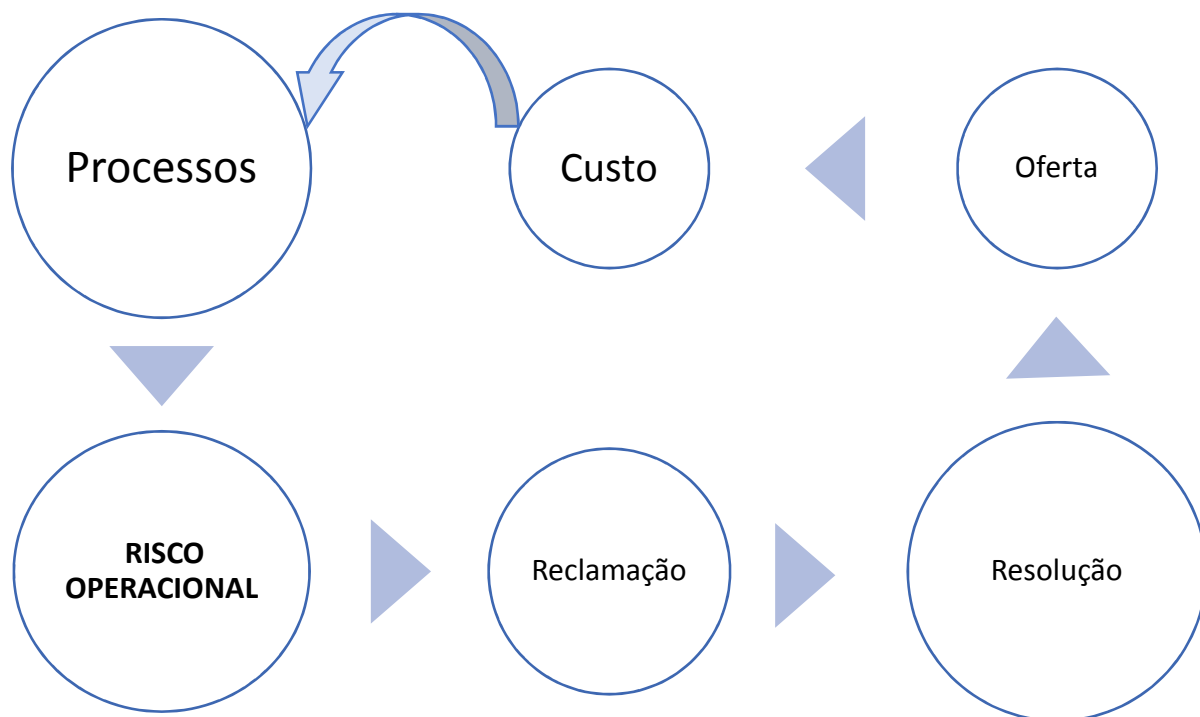 Processos
Custo
Oferta
RISCO
OPERACIONAL
Reclamação
Resolução